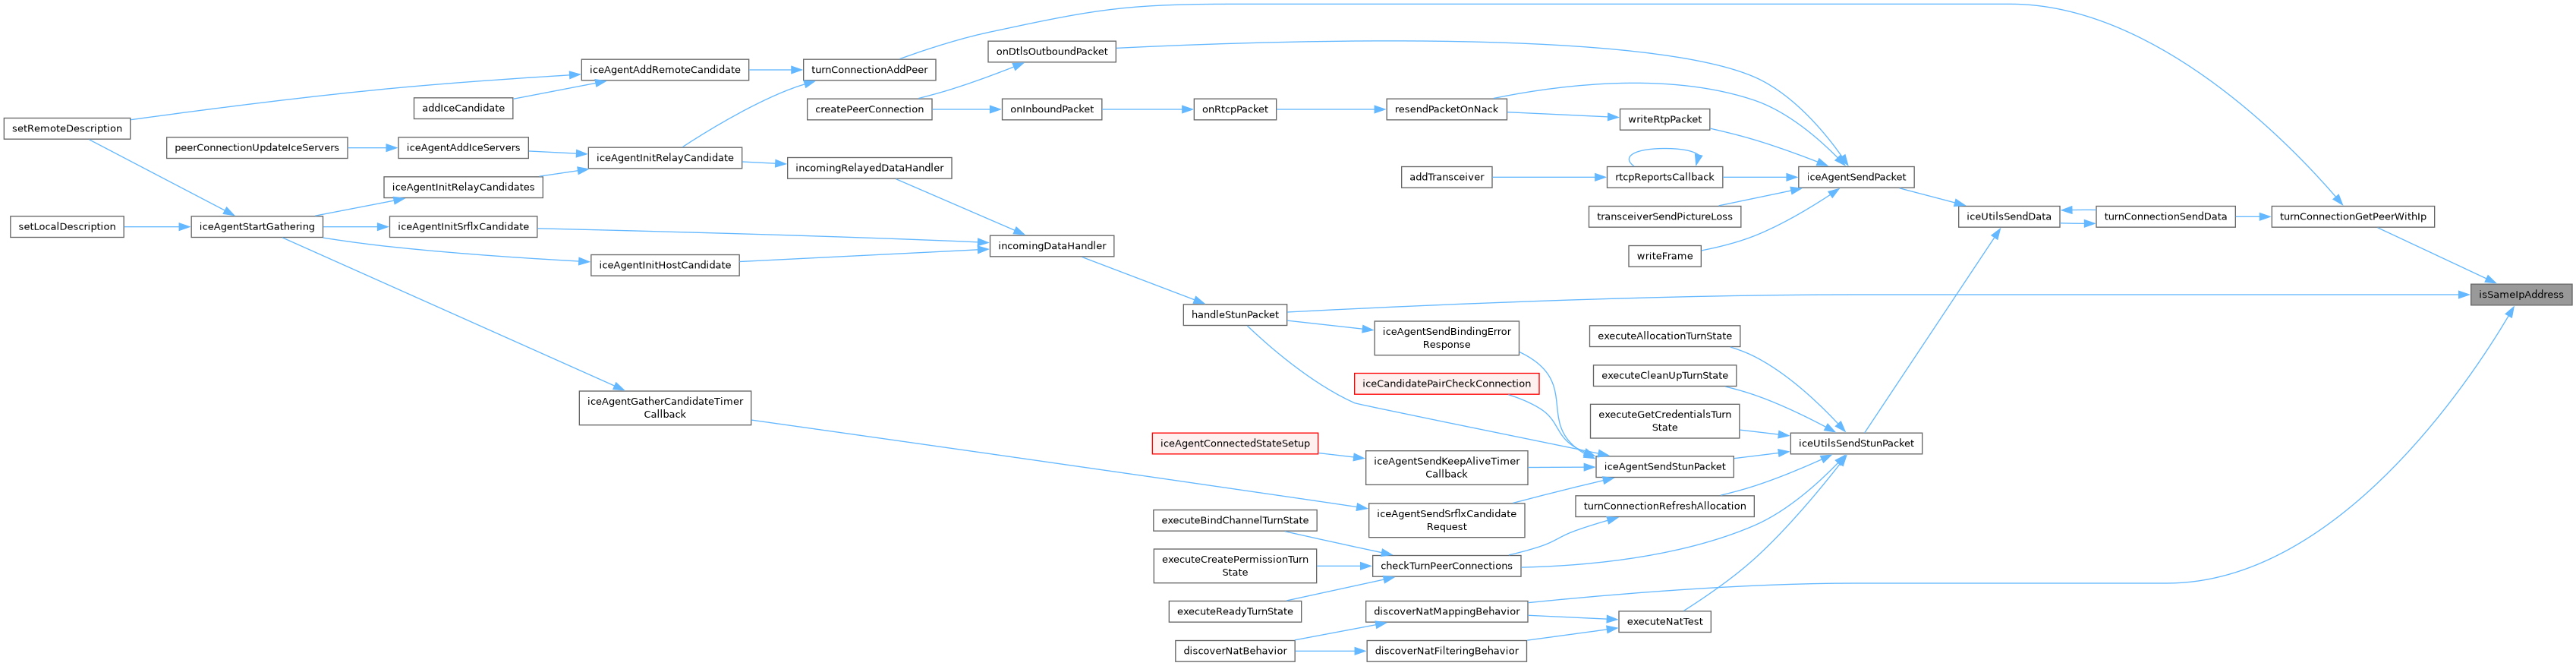 onDtlsOutboundPacket
iceAgentAddRemoteCandidate
turnConnectionAddPeer
addIceCandidate
createPeerConnection
onInboundPacket
onRtcpPacket
resendPacketOnNack
writeRtpPacket
setRemoteDescription
peerConnectionUpdateIceServers
iceAgentAddIceServers
iceAgentInitRelayCandidate
incomingRelayedDataHandler
addTransceiver
rtcpReportsCallback
iceAgentSendPacket
iceAgentInitRelayCandidates
transceiverSendPictureLoss
iceUtilsSendData
turnConnectionSendData
turnConnectionGetPeerWithIp
setLocalDescription
iceAgentStartGathering
iceAgentInitSrflxCandidate
incomingDataHandler
writeFrame
iceAgentInitHostCandidate
isSameIpAddress
handleStunPacket
iceAgentSendBindingError
Response
executeAllocationTurnState
executeCleanUpTurnState
iceCandidatePairCheckConnection
iceAgentGatherCandidateTimer
Callback
executeGetCredentialsTurn
State
iceAgentConnectedStateSetup
iceUtilsSendStunPacket
iceAgentSendKeepAliveTimer
Callback
iceAgentSendStunPacket
turnConnectionRefreshAllocation
iceAgentSendSrflxCandidate
Request
executeBindChannelTurnState
executeCreatePermissionTurn
State
checkTurnPeerConnections
executeReadyTurnState
discoverNatMappingBehavior
executeNatTest
discoverNatBehavior
discoverNatFilteringBehavior